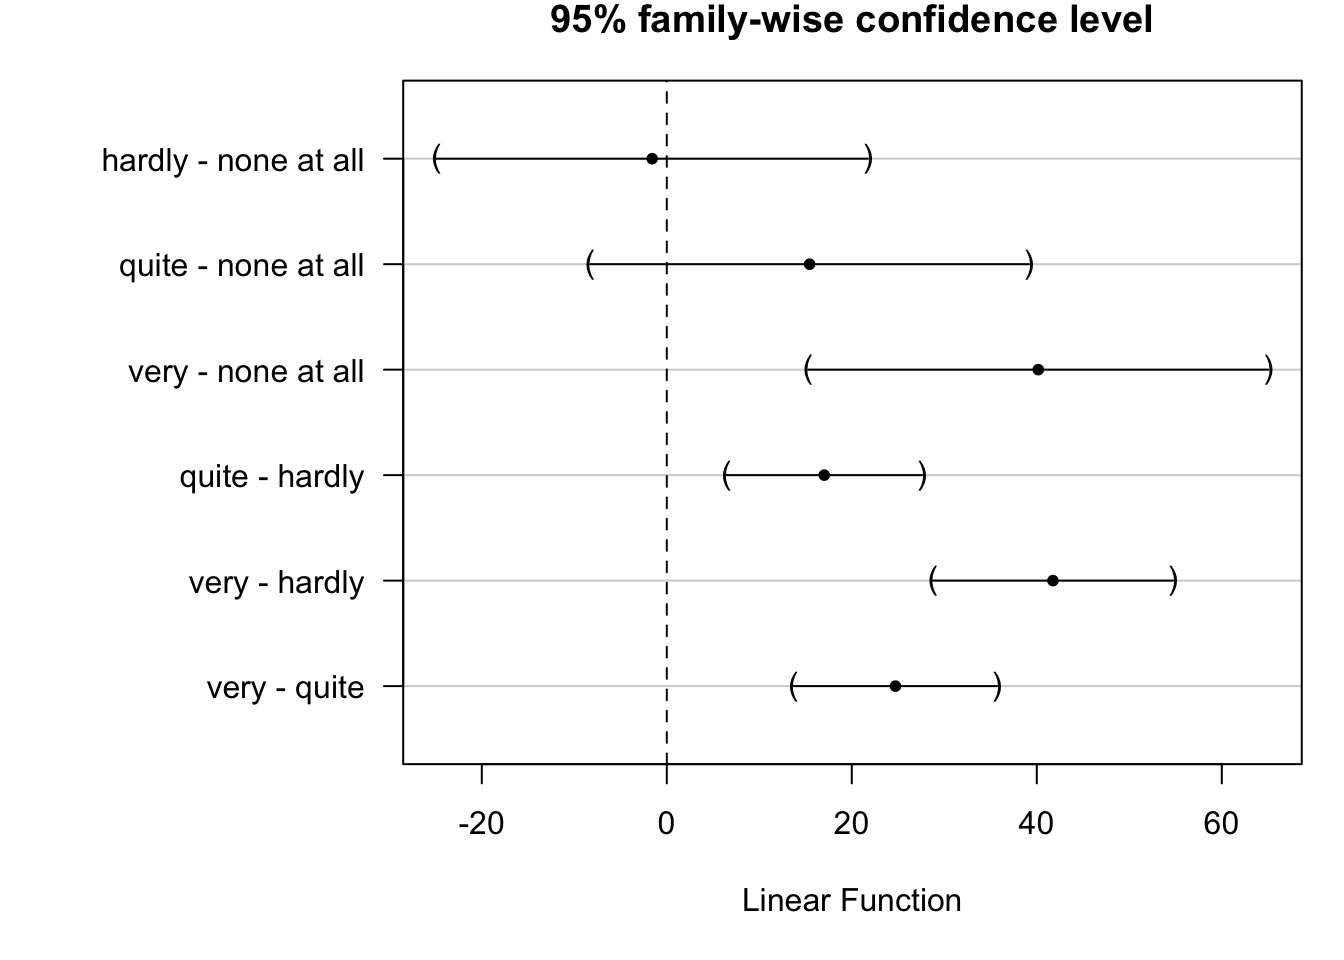 95% family-wise confidence level
hardly - none at all
quite - none at all
very - none at all
quite - hardly
very - hardly
very - quite
-20 0 20 40 60
Linear Function